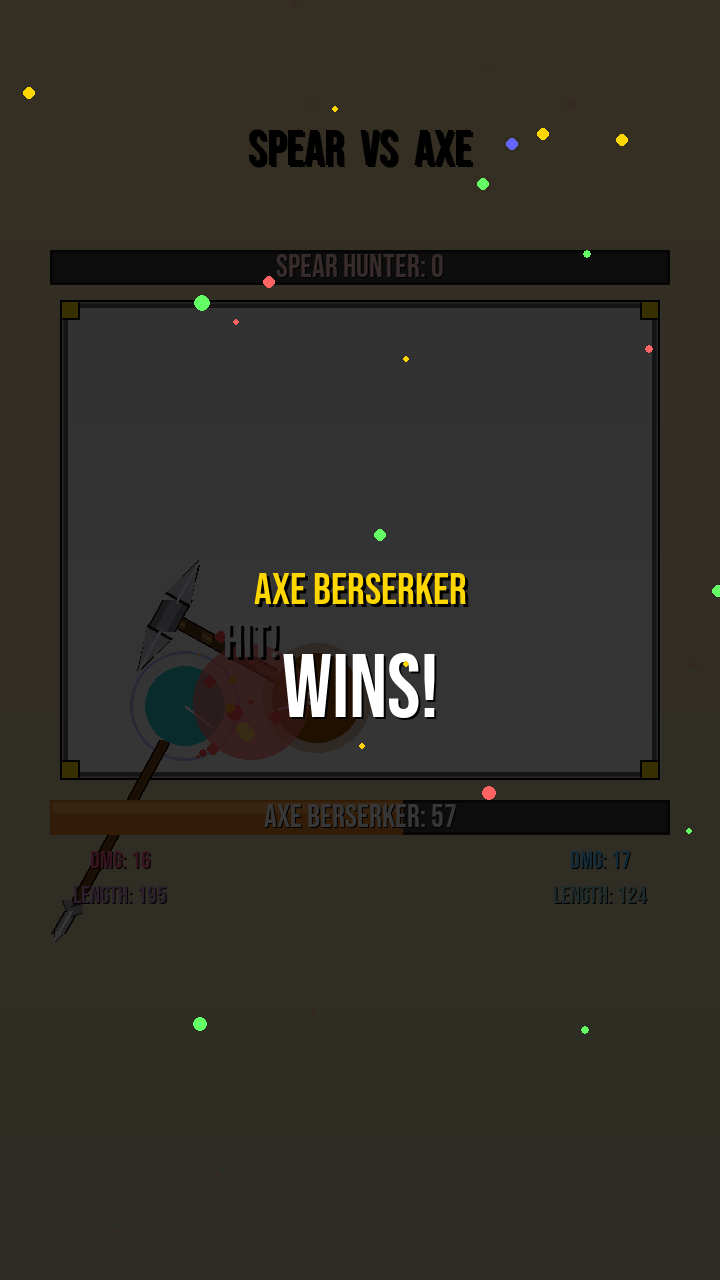 SPEAR VS AXE
SPEAR HUNTER: 0
AXE BERSERKER
HIT!
WINS!
AXE BERSERKER: 57
DMG: 16
DMG: 17
LENGTH: 195
LENGTH: 124